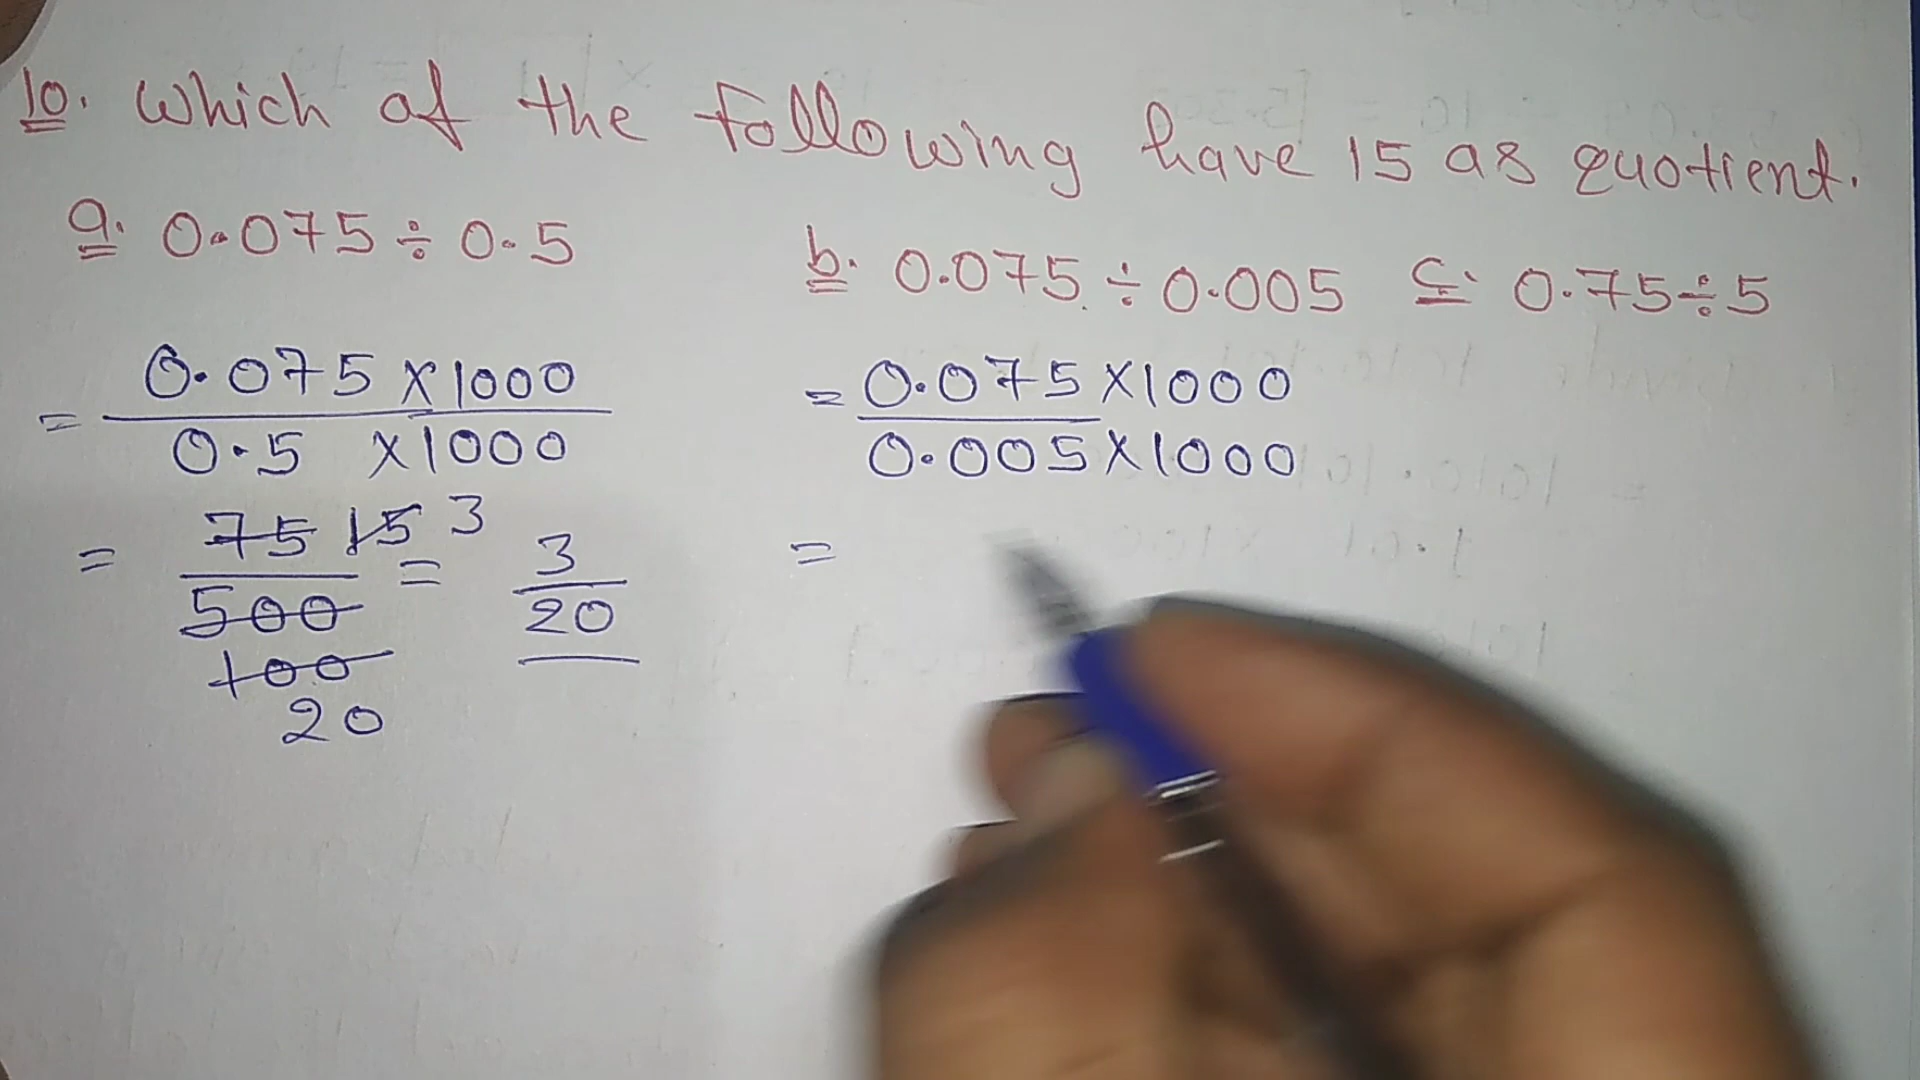 10. Which of the following have 15 as quotient.
a. 0.075 ÷ 0.5
b. 0.075 ÷ 0.005
c. 0.75 ÷ 5
= 0.075 × 1000
0.5 × 1000
= 75 15 3
500
100
20
= 3
20
= 0.075 × 1000
0.005 × 1000
=